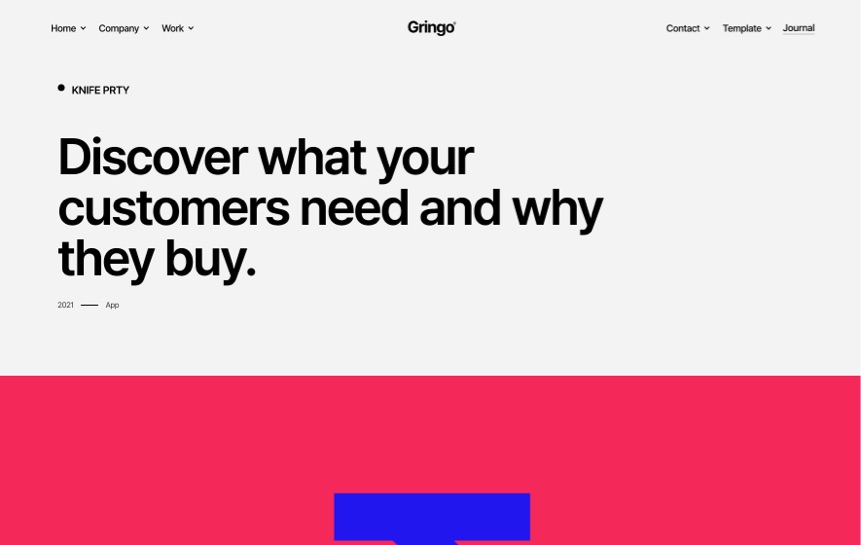 Home
Company
Work
Gringo®
Contact
Template
Journal
KNIFE PRTY
Discover what your
customers need and why
they buy.
2021 — App